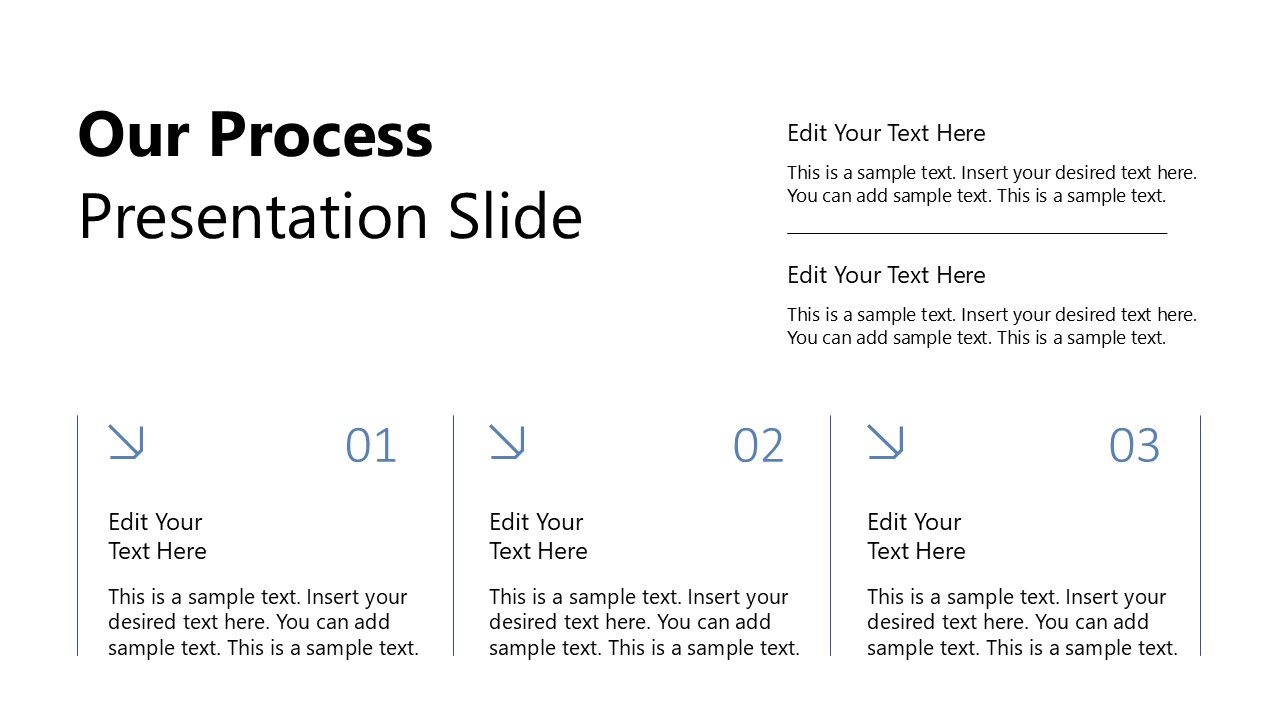 Our Process
Presentation Slide
Edit Your Text Here
This is a sample text. Insert your desired text here.
You can add sample text. This is a sample text.
Edit Your Text Here
This is a sample text. Insert your desired text here.
You can add sample text. This is a sample text.
01
Edit Your
Text Here
This is a sample text. Insert your
desired text here. You can add
sample text. This is a sample text.
02
Edit Your
Text Here
This is a sample text. Insert your
desired text here. You can add
sample text. This is a sample text.
03
Edit Your
Text Here
This is a sample text. Insert your
desired text here. You can add
sample text. This is a sample text.